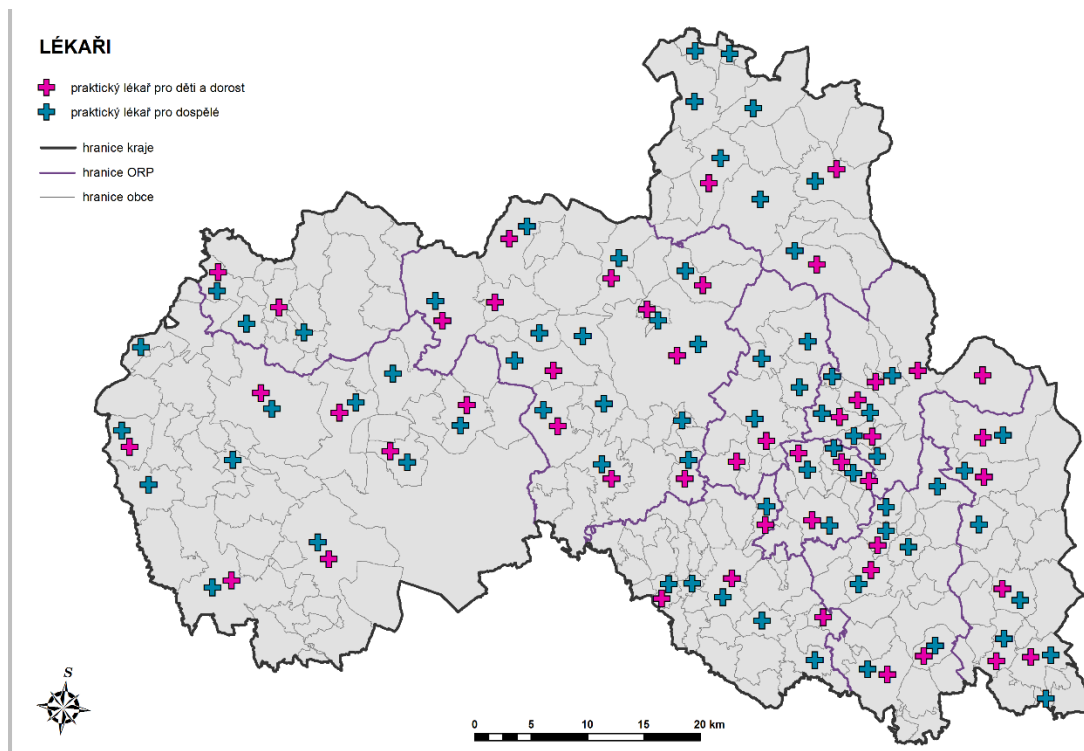 LÉKAŘI
praktický lékař pro děti a dorost
praktický lékař pro dospělé
hranice kraje
hranice ORP
hranice obce
S
0 5 10 15 20 km